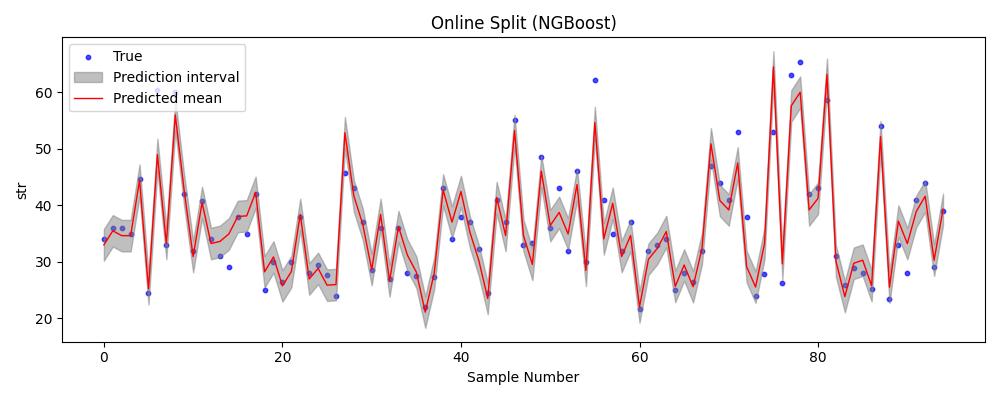 Online Split (NGBoost)
True
Prediction interval
Predicted mean
str
60
50
40
30
20
0
20
40
60
80
Sample Number